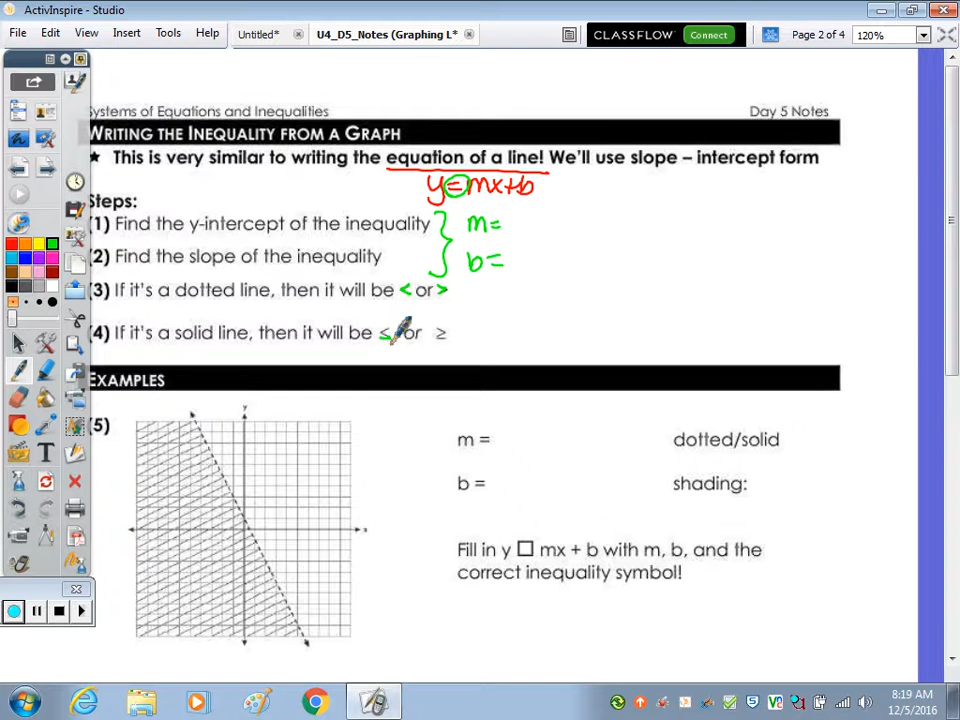 ActivInspire - Studio
File Edit View Insert Tools Help
Untitled*
U4_D5_Notes (Graphing L*
CLASSFLOW Connect
Page 2 of 4
120%
Systems of Equations and Inequalities
Day 5 Notes
WRITING THE INEQUALITY FROM A GRAPH
★ This is very similar to writing the equation of a line! We'll use slope – intercept form
y=mx+b
Steps:
(1) Find the y-intercept of the inequality
m=
(2) Find the slope of the inequality
b=
(3) If it's a dotted line, then it will be < or >
(4) If it's a solid line, then it will be ≤ or ≥
EXAMPLES
(5)
y
x
m =
dotted/solid
b =
shading:
Fill in y □ mx + b with m, b, and the
correct inequality symbol!
8:19 AM
12/5/2016